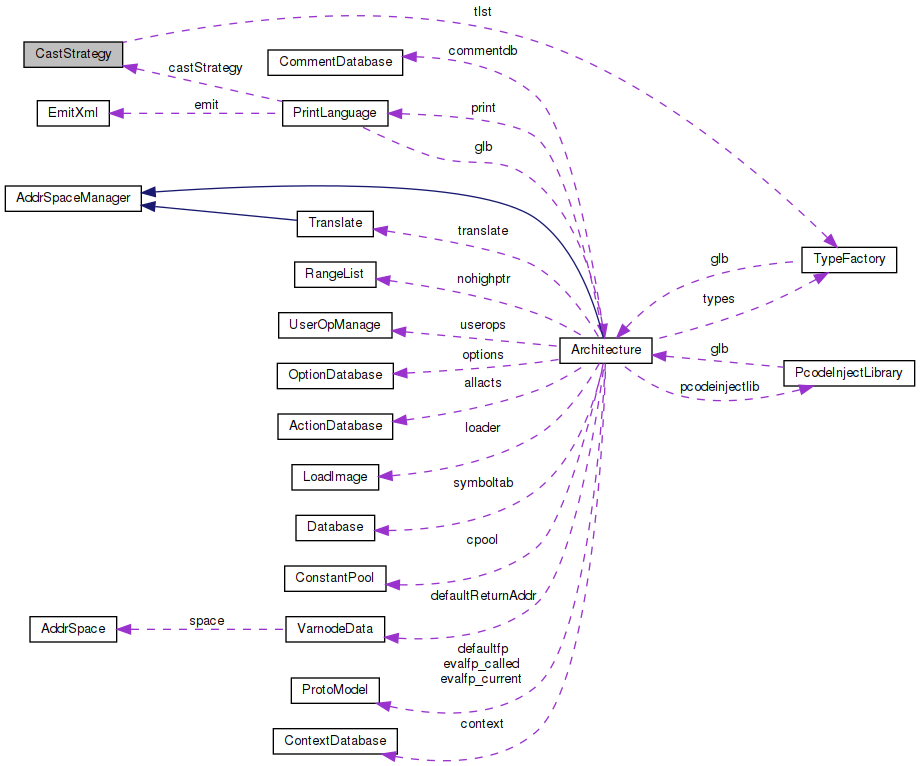 tlst
CastStrategy
commentdb
CommentDatabase
castStrategy
EmitXml
emit
PrintLanguage
print
glb
AddrSpaceManager
Translate
translate
RangeList
nohighptr
glb
TypeFactory
types
UserOpManage
userops
Architecture
glb
OptionDatabase
options
PcodeInjectLibrary
pcodeinjectlib
allacts
ActionDatabase
loader
LoadImage
symboltab
Database
cpool
ConstantPool
defaultReturnAddr
AddrSpace
space
VarnodeData
defaultfp
evalfp_called
evalfp_current
ProtoModel
context
ContextDatabase